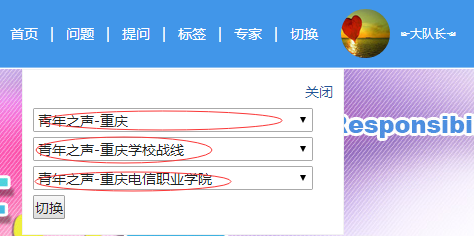 首页 | 问题 | 提问 | 标签 | 专家 | 切换 ⇜大队长⇝
关闭
青年之声-重庆
青年之声-重庆学校战线
青年之声-重庆电信职业学院
切换
Responsibi